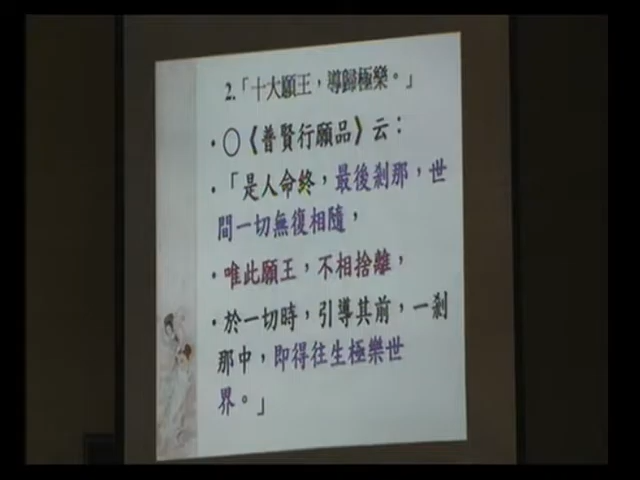 2.「十大願王，導歸極樂。」
•○《普賢行願品》云：
•「是人命終，最後剎那，世
間一切無復相隨，
•唯此願王，不相捨離，
•於一切時，引導其前，一剎
那中，即得往生極樂世
界。」